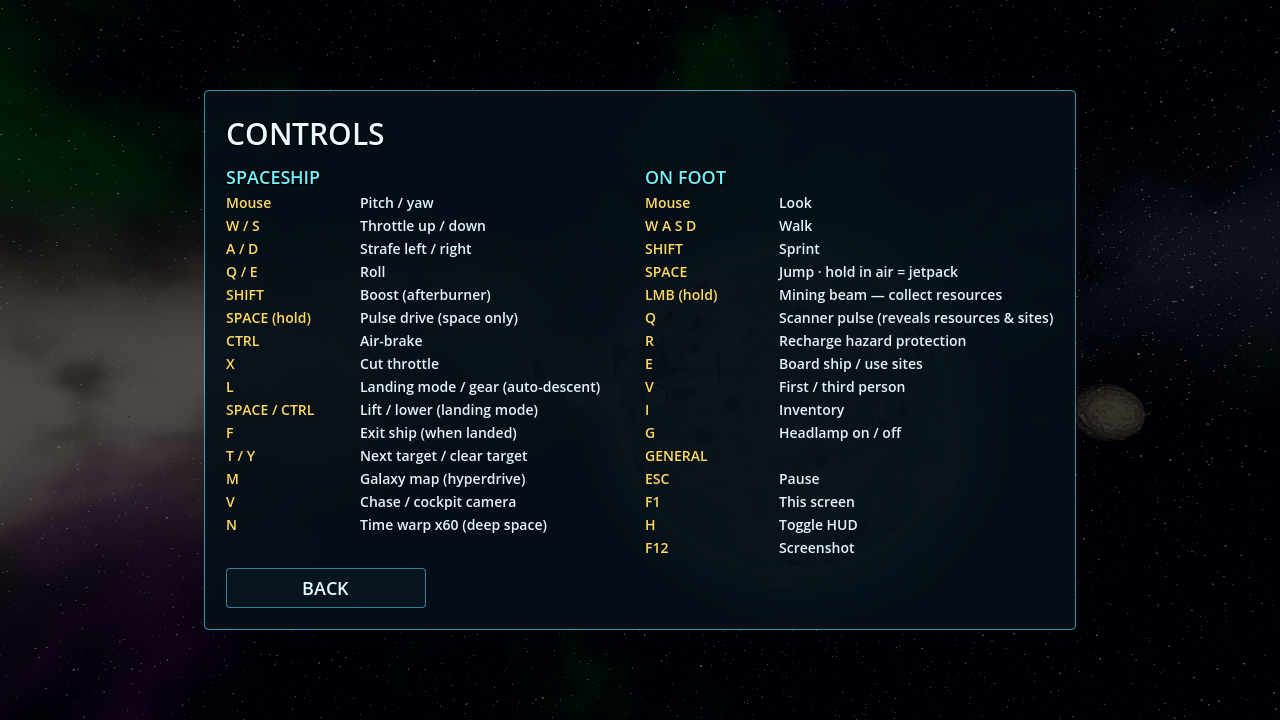 CONTROLS
SPACESHIP
Mouse Pitch / yaw
W / S Throttle up / down
A / D Strafe left / right
Q / E Roll
SHIFT Boost (afterburner)
SPACE (hold) Pulse drive (space only)
CTRL Air-brake
X Cut throttle
L Landing mode / gear (auto-descent)
SPACE / CTRL Lift / lower (landing mode)
F Exit ship (when landed)
T / Y Next target / clear target
M Galaxy map (hyperdrive)
V Chase / cockpit camera
N Time warp x60 (deep space)
ON FOOT
Mouse Look
W A S D Walk
SHIFT Sprint
SPACE Jump · hold in air = jetpack
LMB (hold) Mining beam — collect resources
Q Scanner pulse (reveals resources & sites)
R Recharge hazard protection
E Board ship / use sites
V First / third person
I Inventory
G Headlamp on / off
GENERAL
ESC Pause
F1 This screen
H Toggle HUD
F12 Screenshot
BACK